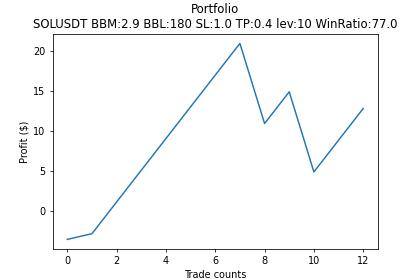 Portfolio
SOLUSDT BBM:2.9 BBL:180 SL:1.0 TP:0.4 lev:10 WinRatio:77.0
Profit ($)
20
15
10
5
0
0 2 4 6 8 10 12
Trade counts